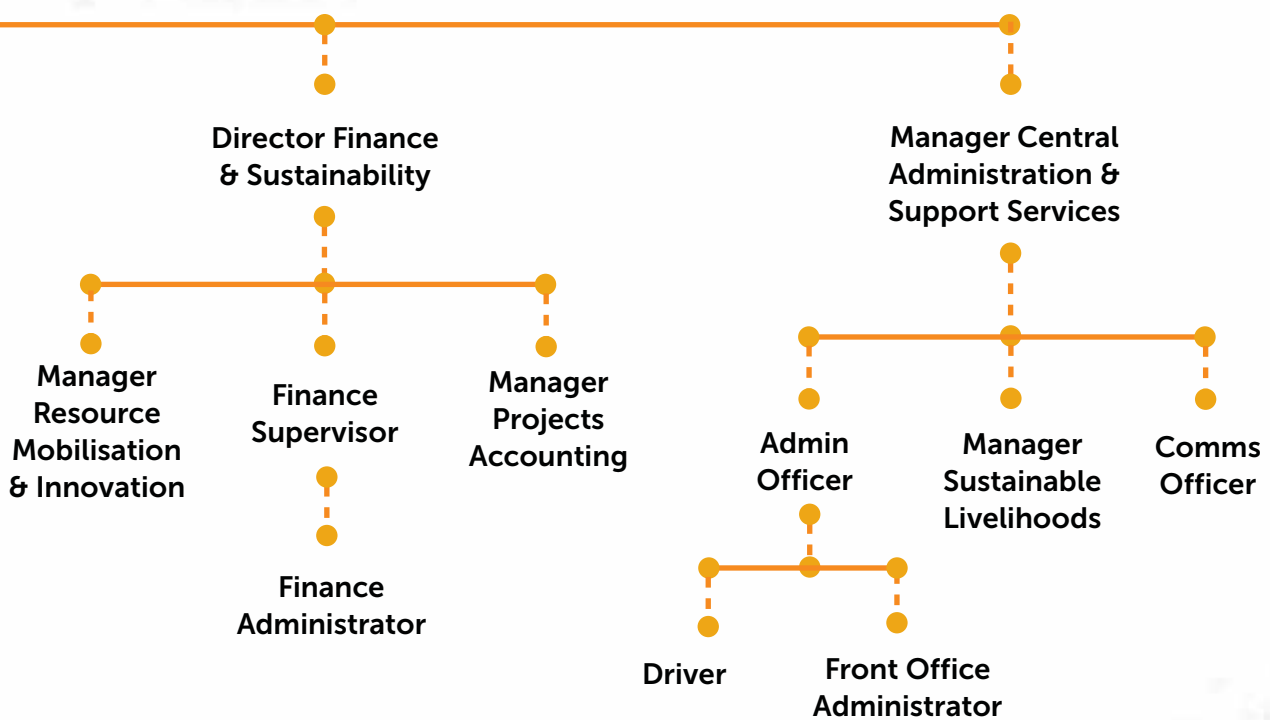 Director Finance
& Sustainability
Manager Central
Administration &
Support Services
Manager
Resource
Mobilisation
& Innovation
Finance
Supervisor
Manager
Projects
Accounting
Finance
Administrator
Admin
Officer
Manager
Sustainable
Livelihoods
Comms
Officer
Driver
Front Office
Administrator